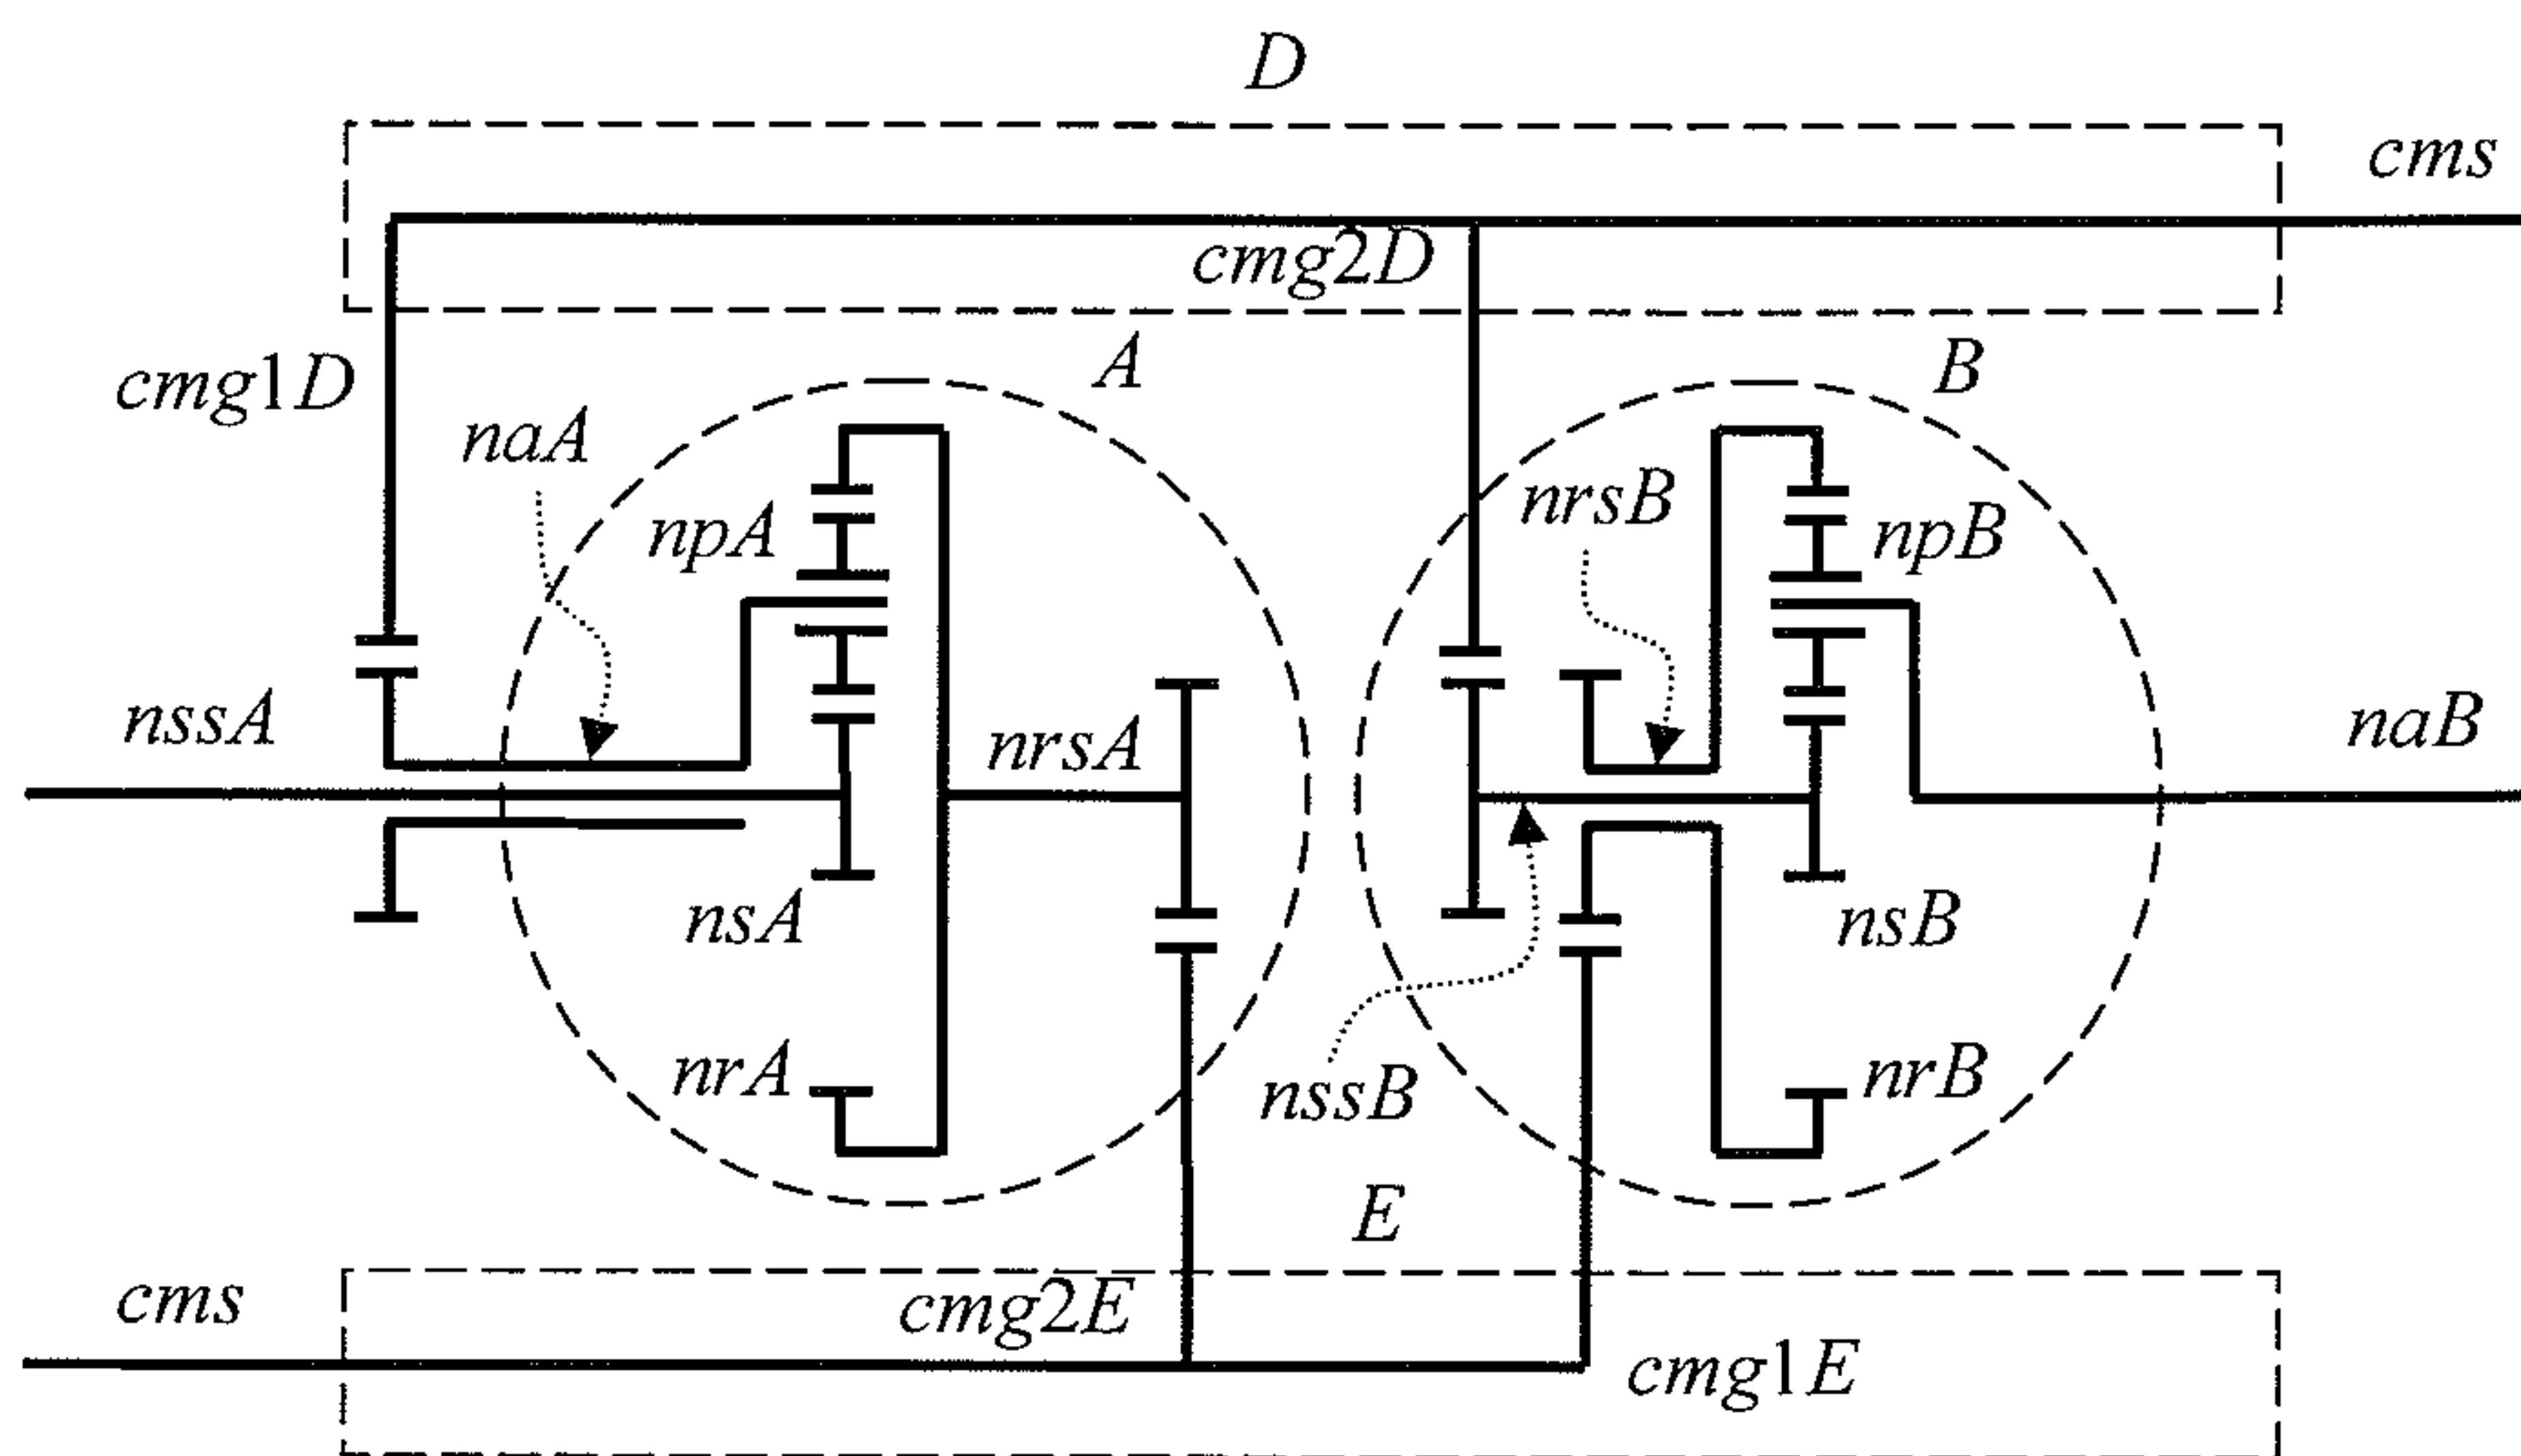 D
cms
cmg2D
cmg1D
A
B
naA
nrsB
npA
npB
nssA
nrsA
naB
nsA
nsB
nrA
nrB
nssB
E
cms
cmg2E
cmg1E